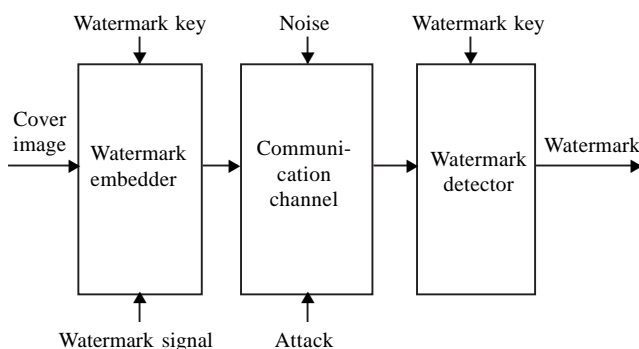 Watermark key
Noise
Watermark key
Cover
image
Watermark
embedder
Communi-
cation
channel
Watermark
detector
Watermark
Watermark signal
Attack